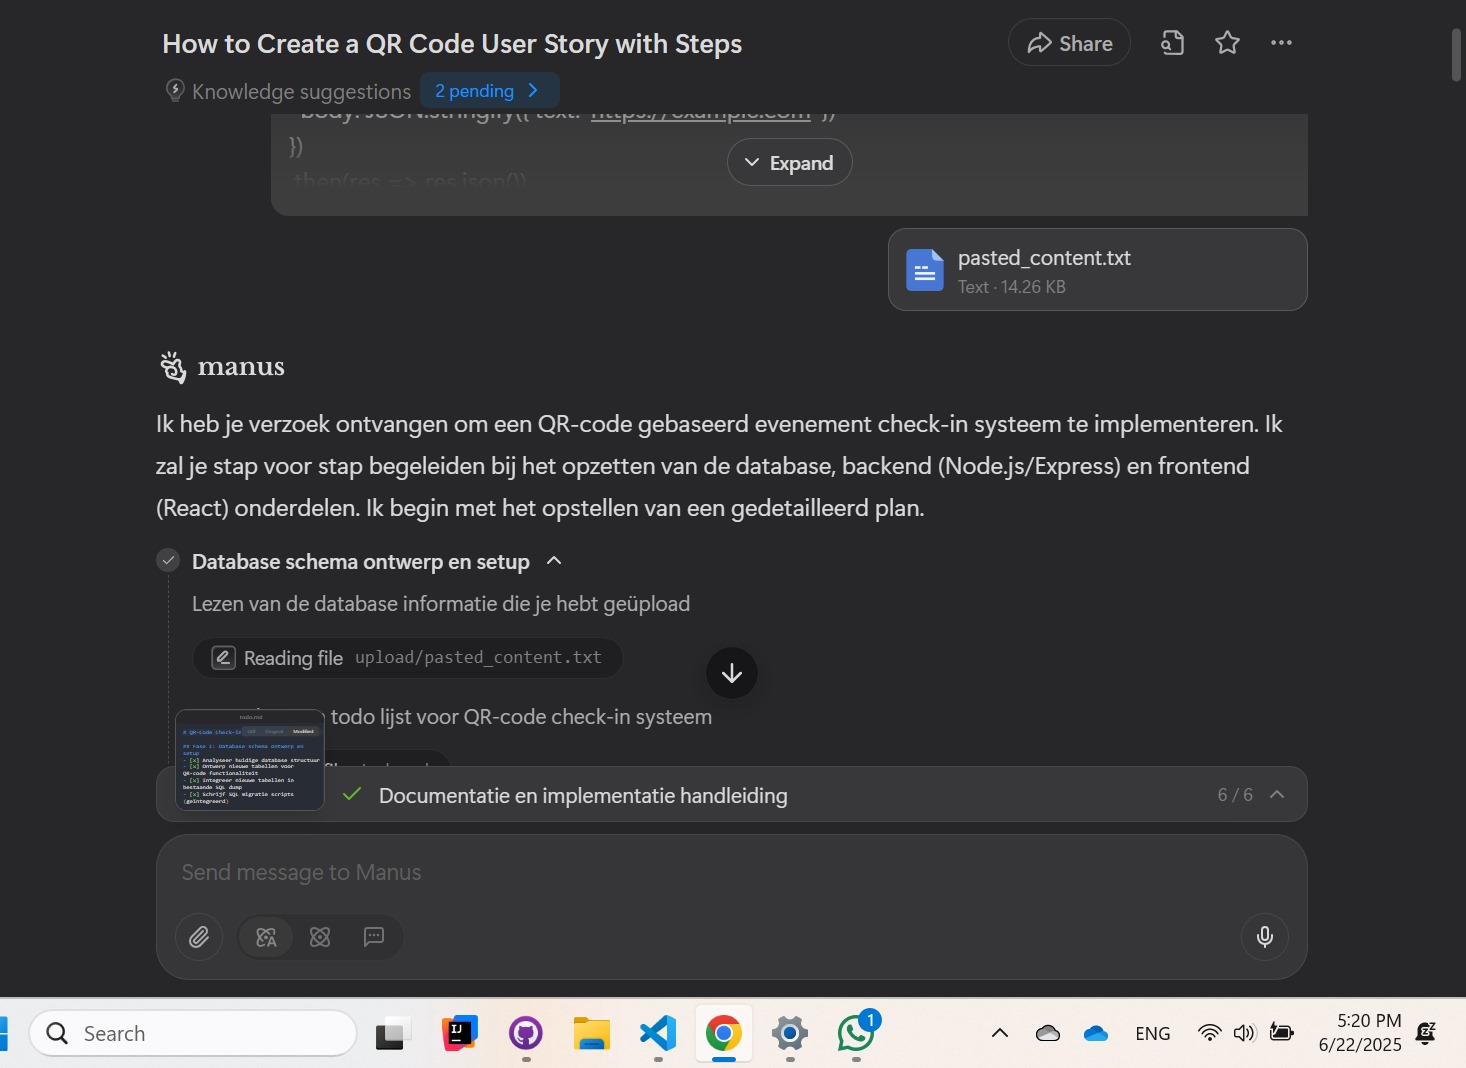 How to Create a QR Code User Story with Steps
Share
Knowledge suggestions
2 pending
body: JSON.stringify({ text: 'https://example.com' })
})
Expand
.then(res => res.json())
pasted_content.txt
Text · 14.26 KB
manus
Ik heb je verzoek ontvangen om een QR-code gebaseerd evenement check-in systeem te implementeren. Ik
zal je stap voor stap begeleiden bij het opzetten van de database, backend (Node.js/Express) en frontend
(React) onderdelen. Ik begin met het opstellen van een gedetailleerd plan.
Database schema ontwerp en setup
Lezen van de database informatie die je hebt geüpload
Reading file upload/pasted_content.txt
todo lijst voor QR-code check-in systeem
todo.md
# QR-code check-in
Diff Original Modified
## Fase 1: Database schema ontwerp en
setup
- [x] Analyseer huidige database structuur
- [x] Ontwerp nieuwe tabellen voor
QR-code functionaliteit
- [x] Integreer nieuwe tabellen in
bestaande SQL dump
- [x] Schrijf SQL migratie scripts
(geïntegreerd)
Documentatie en implementatie handleiding
6 / 6
Send message to Manus
Search
IJ
1
ENG
5:20 PM
6/22/2025